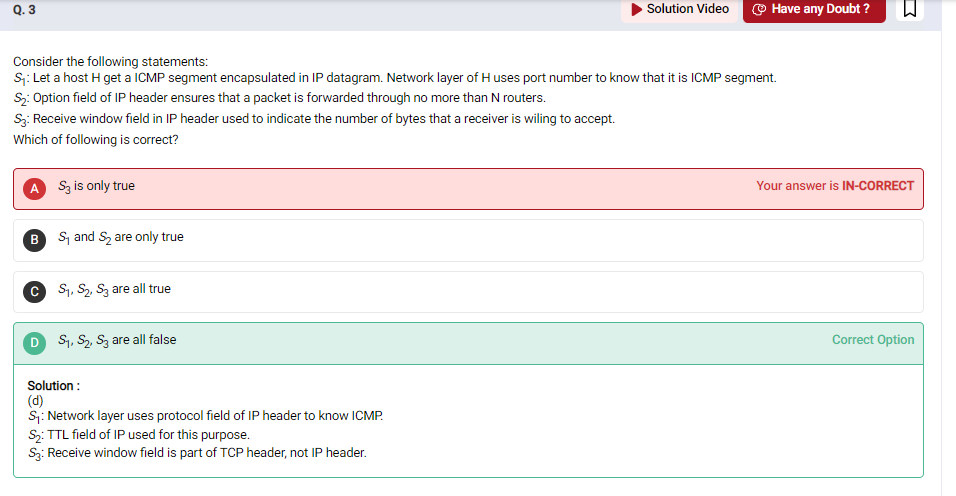 Q. 3
Solution Video
Have any Doubt ?
Consider the following statements:
S₁: Let a host H get a ICMP segment encapsulated in IP datagram. Network layer of H uses port number to know that it is ICMP segment.
S₂: Option field of IP header ensures that a packet is forwarded through no more than N routers.
S₃: Receive window field in IP header used to indicate the number of bytes that a receiver is wiling to accept.
Which of following is correct?
A S₃ is only true Your answer is IN-CORRECT
B S₁ and S₂ are only true
C S₁, S₂, S₃ are all true
D S₁, S₂, S₃ are all false Correct Option
Solution :
(d)
S₁: Network layer uses protocol field of IP header to know ICMP.
S₂: TTL field of IP used for this purpose.
S₃: Receive window field is part of TCP header, not IP header.